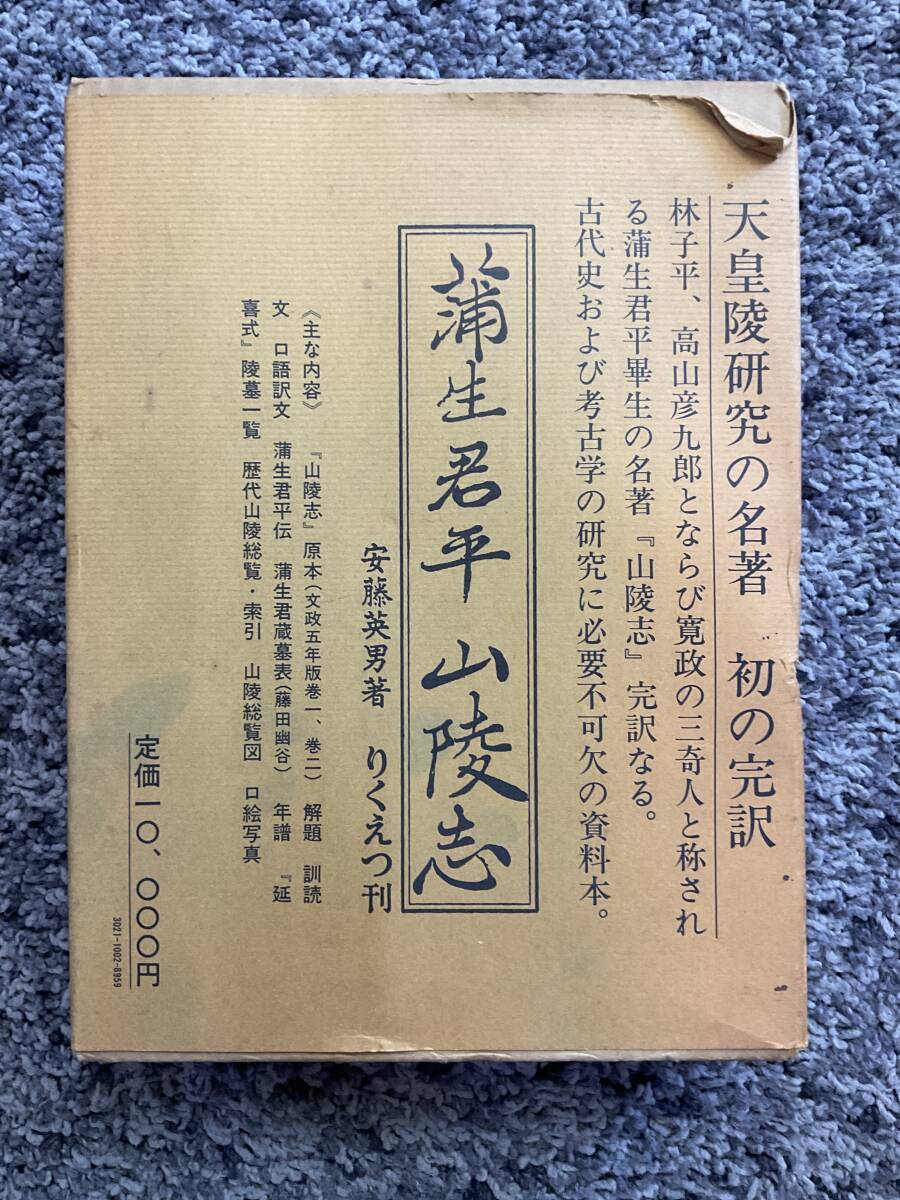 天皇陵研究の名著 初の完訳
林子平、高山彦九郎とならび寛政の三奇人と称され
る蒲生君平畢生の名著『山陵志』完訳なる。
古代史および考古学の研究に必要不可欠の資料本。
蒲生君平 山陵志
安藤英男著 りくえつ刊
《主な内容》 『山陵志』原本(文政五年版巻一、巻二) 解題 訓読
文 口語訳文 蒲生君平伝 蒲生君蔵墓表(藤田幽谷) 年譜 『延
喜式』陵墓一覧 歴代山陵総覧・索引 山陵総覧図 口絵写真
定価一〇、〇〇〇円
3021-1002-8959